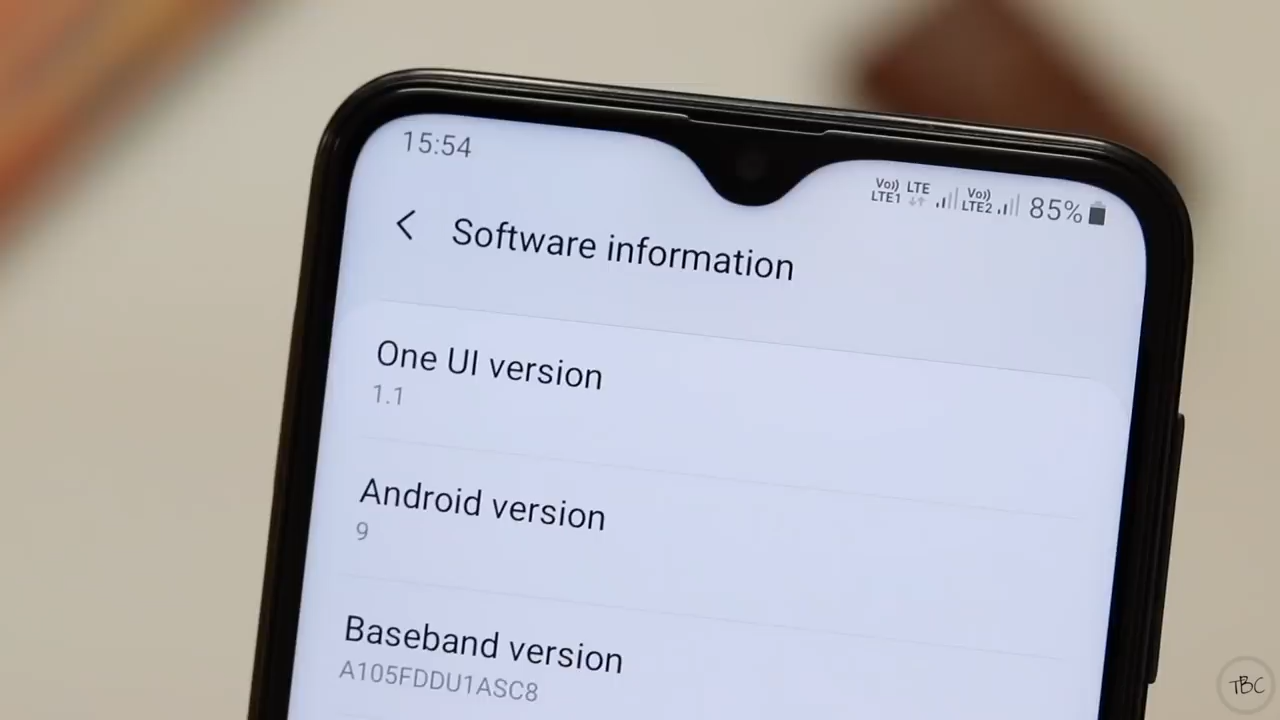 15:54
Vo)) LTE
LTE1
Vo))
LTE2
85%
Software information
One UI version
1.1
Android version
9
Baseband version
A105FDDU1ASC8
TBC